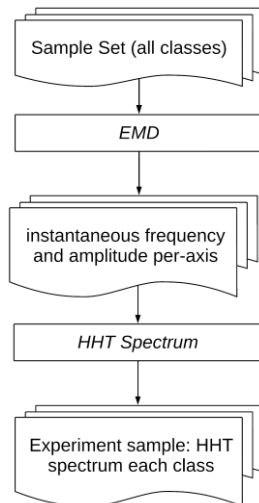 Sample Set (all classes)
EMD
instantaneous frequency
and amplitude per-axis
HHT Spectrum
Experiment sample: HHT
spectrum each class